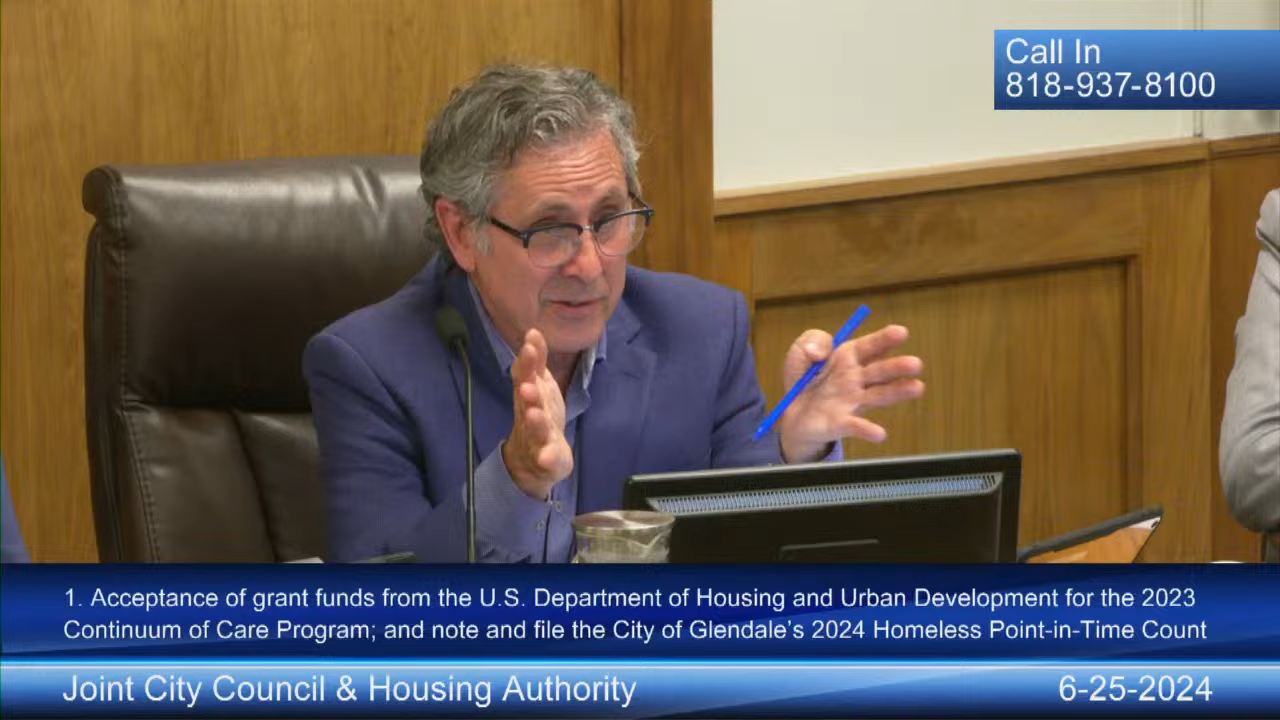 Call In
818-937-8100
1. Acceptance of grant funds from the U.S. Department of Housing and Urban Development for the 2023
Continuum of Care Program; and note and file the City of Glendale's 2024 Homeless Point-in-Time Count
Joint City Council & Housing Authority
6-25-2024